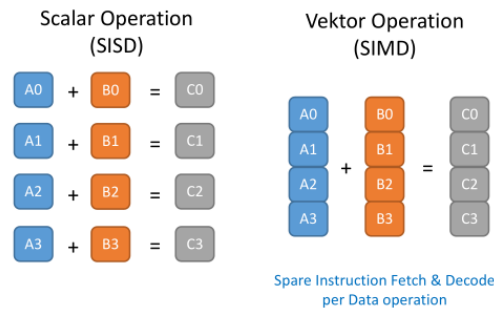 Scalar Operation
(SISD)
A0 + B0 = C0
A1 + B1 = C1
A2 + B2 = C2
A3 + B3 = C3
Vektor Operation
(SIMD)
A0 B0 C0
A1 B1 C1
+ =
A2 B2 C2
A3 B3 C3
Spare Instruction Fetch & Decode
per Data operation